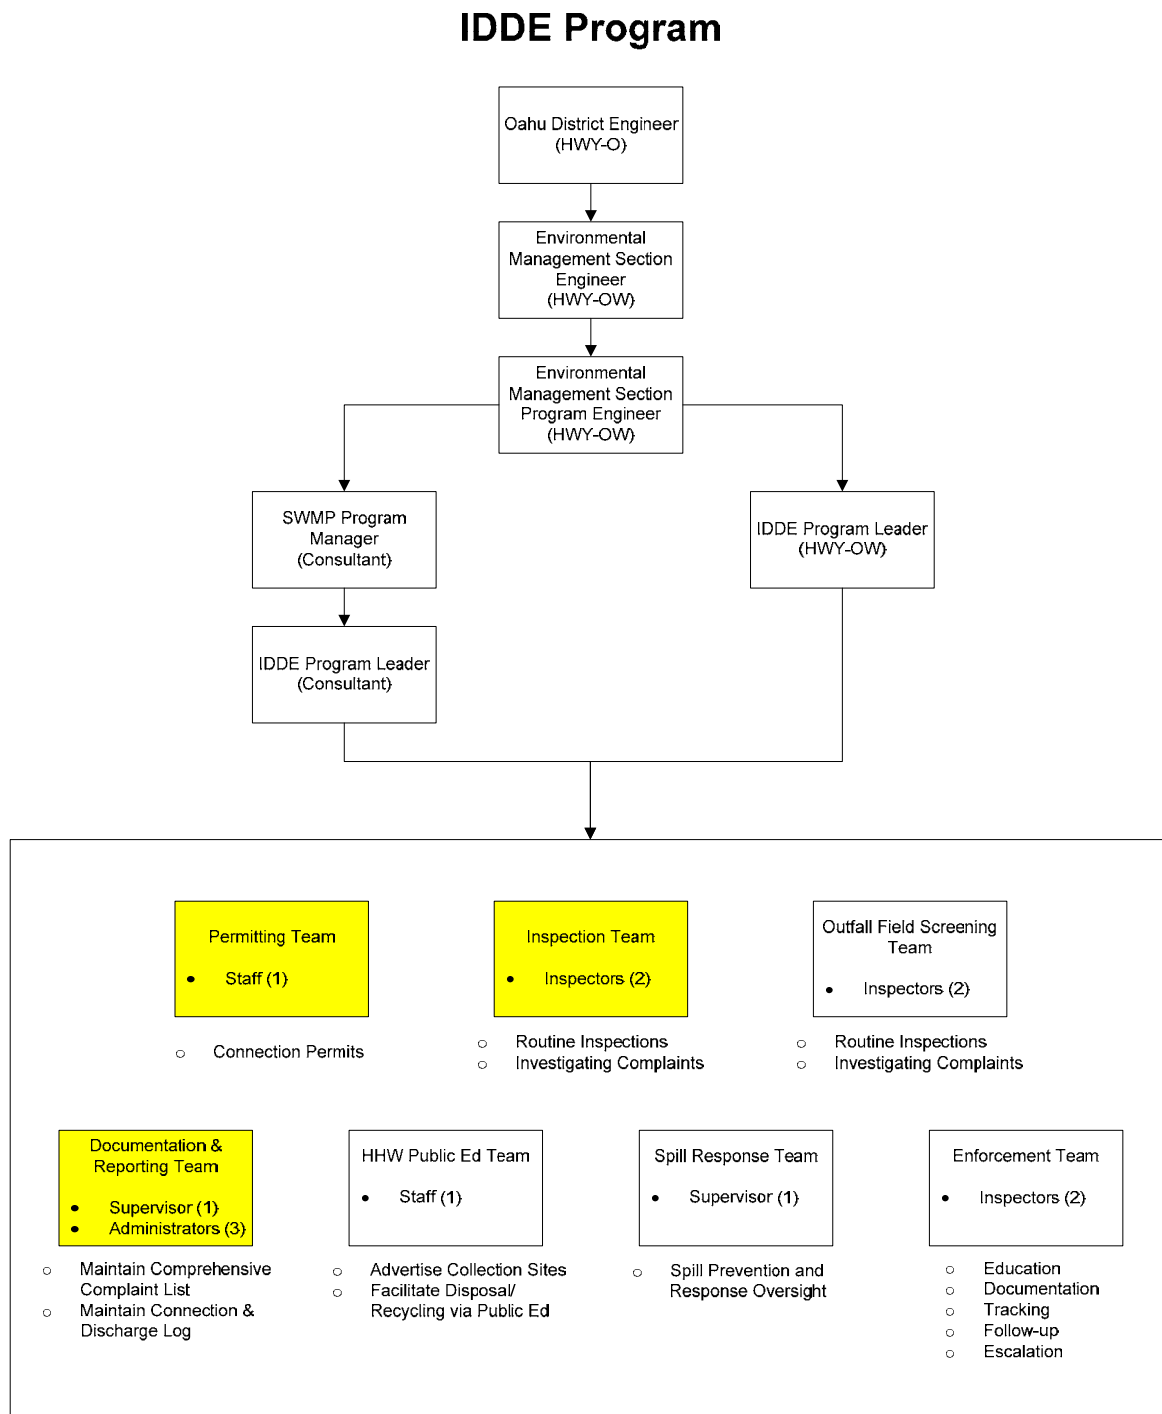 IDDE Program
Oahu District Engineer
(HWY-O)
Environmental
Management Section
Engineer
(HWY-OW)
Environmental
Management Section
Program Engineer
(HWY-OW)
SWMP Program
Manager
(Consultant)
IDDE Program Leader
(HWY-OW)
IDDE Program Leader
(Consultant)
Permitting Team
• Staff (1)
○ Connection Permits
Inspection Team
• Inspectors (2)
○ Routine Inspections
○ Investigating Complaints
Outfall Field Screening
Team
• Inspectors (2)
○ Routine Inspections
○ Investigating Complaints
Documentation &
Reporting Team
• Supervisor (1)
• Administrators (3)
○ Maintain Comprehensive
Complaint List
○ Maintain Connection &
Discharge Log
HHW Public Ed Team
• Staff (1)
○ Advertise Collection Sites
○ Facilitate Disposal/
Recycling via Public Ed
Spill Response Team
• Supervisor (1)
○ Spill Prevention and
Response Oversight
Enforcement Team
• Inspectors (2)
○ Education
○ Documentation
○ Tracking
○ Follow-up
○ Escalation